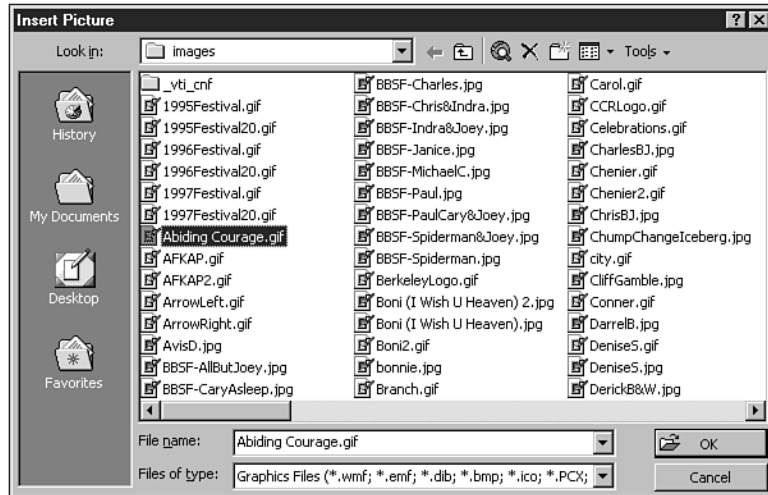 Insert Picture
Look in:
images
Tools
History
My Documents
Desktop
Favorites
_vti_cnf
1995Festival.gif
1995Festival20.gif
1996Festival.gif
1996Festival20.gif
1997Festival.gif
1997Festival20.gif
Abiding Courage.gif
AFKAP.gif
AFKAP2.gif
ArrowLeft.gif
ArrowRight.gif
AvisD.jpg
BBSF-AllButJoey.jpg
BBSF-CaryAsleep.jpg
BBSF-Charles.jpg
BBSF-Chris&Indra.jpg
BBSF-Indra&Joey.jpg
BBSF-Janice.jpg
BBSF-MichaelC.jpg
BBSF-Paul.jpg
BBSF-PaulCary&Joey.jpg
BBSF-Spiderman&Joey.jpg
BBSF-Spiderman.jpg
BerkeleyLogo.gif
Boni (I Wish U Heaven) 2.jpg
Boni (I Wish U Heaven).jpg
Boni2.gif
bonnie.jpg
Branch.gif
Carol.gif
CCRLogo.gif
Celebrations.gif
CharlesBJ.jpg
Chenier.gif
Chenier2.gif
ChrisBJ.jpg
ChumpChangeIceberg.jpg
city.gif
CliffGamble.jpg
Conner.gif
DarrelB.jpg
DeniseS.gif
DeniseS.jpg
DerickB&W.jpg
File name:
Abiding Courage.gif
OK
Files of type:
Graphics Files (*.wmf; *.emf; *.dib; *.bmp; *.ico; *.PCX;
Cancel